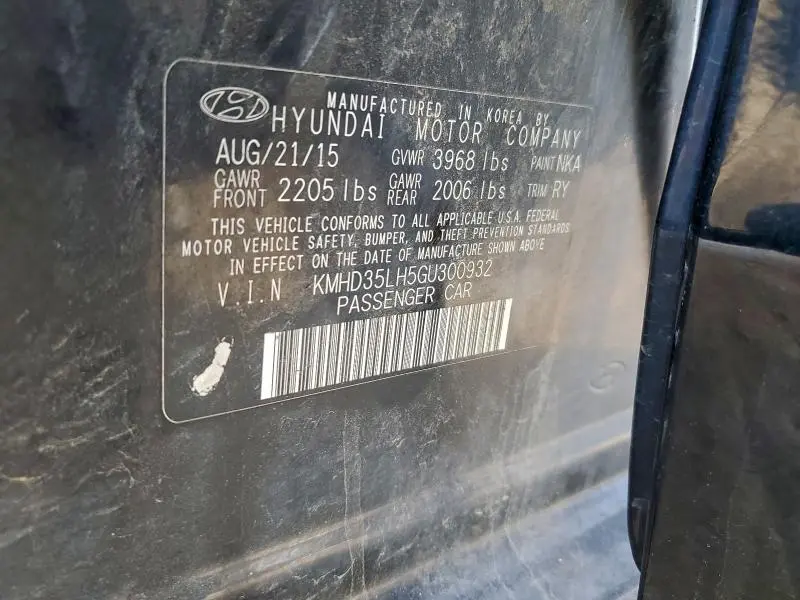 MANUFACTURED IN KOREA BY
HYUNDAI MOTOR COMPANY
AUG/21/15 GVWR 3968 lbs PAINT NKA
GAWR FRONT 2205 lbs GAWR REAR 2006 lbs TRIM RY
THIS VEHICLE CONFORMS TO ALL APPLICABLE U.S.A. FEDERAL
MOTOR VEHICLE SAFETY, BUMPER, AND THEFT PREVENTION STANDARDS
IN EFFECT ON THE DATE OF MANUFACTURE SHOWN ABOVE
V.I.N KMHD35LH5GU300932
PASSENGER CAR